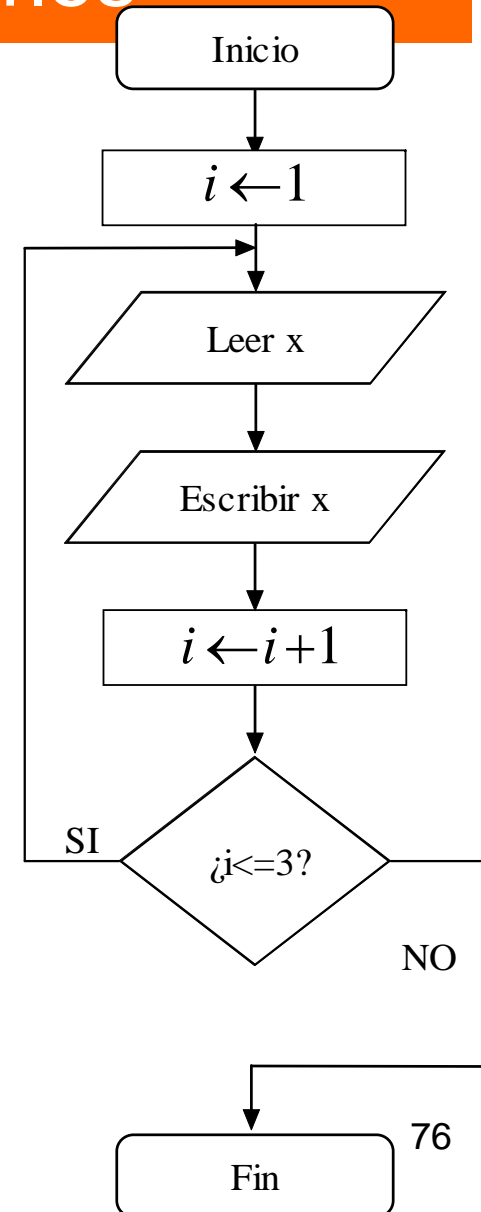 Inicio
i ← 1
Leer x
Escribir x
i ← i + 1
SI
¿i<=3?
NO
76
Fin